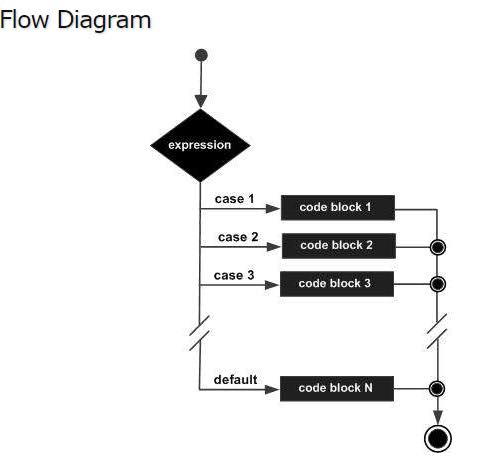 Flow Diagram
expression
case 1
code block 1
case 2
code block 2
case 3
code block 3
default
code block N